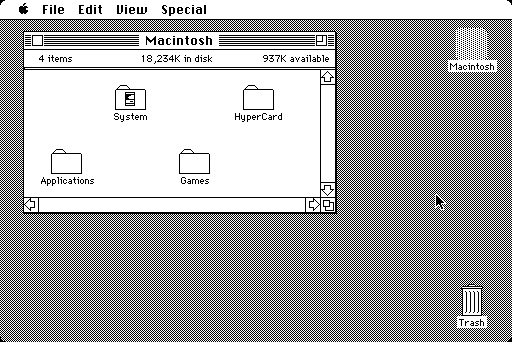 File Edit View Special
Macintosh
4 items 18,234K in disk 937K available
System HyperCard
Applications Games
Macintosh
Trash